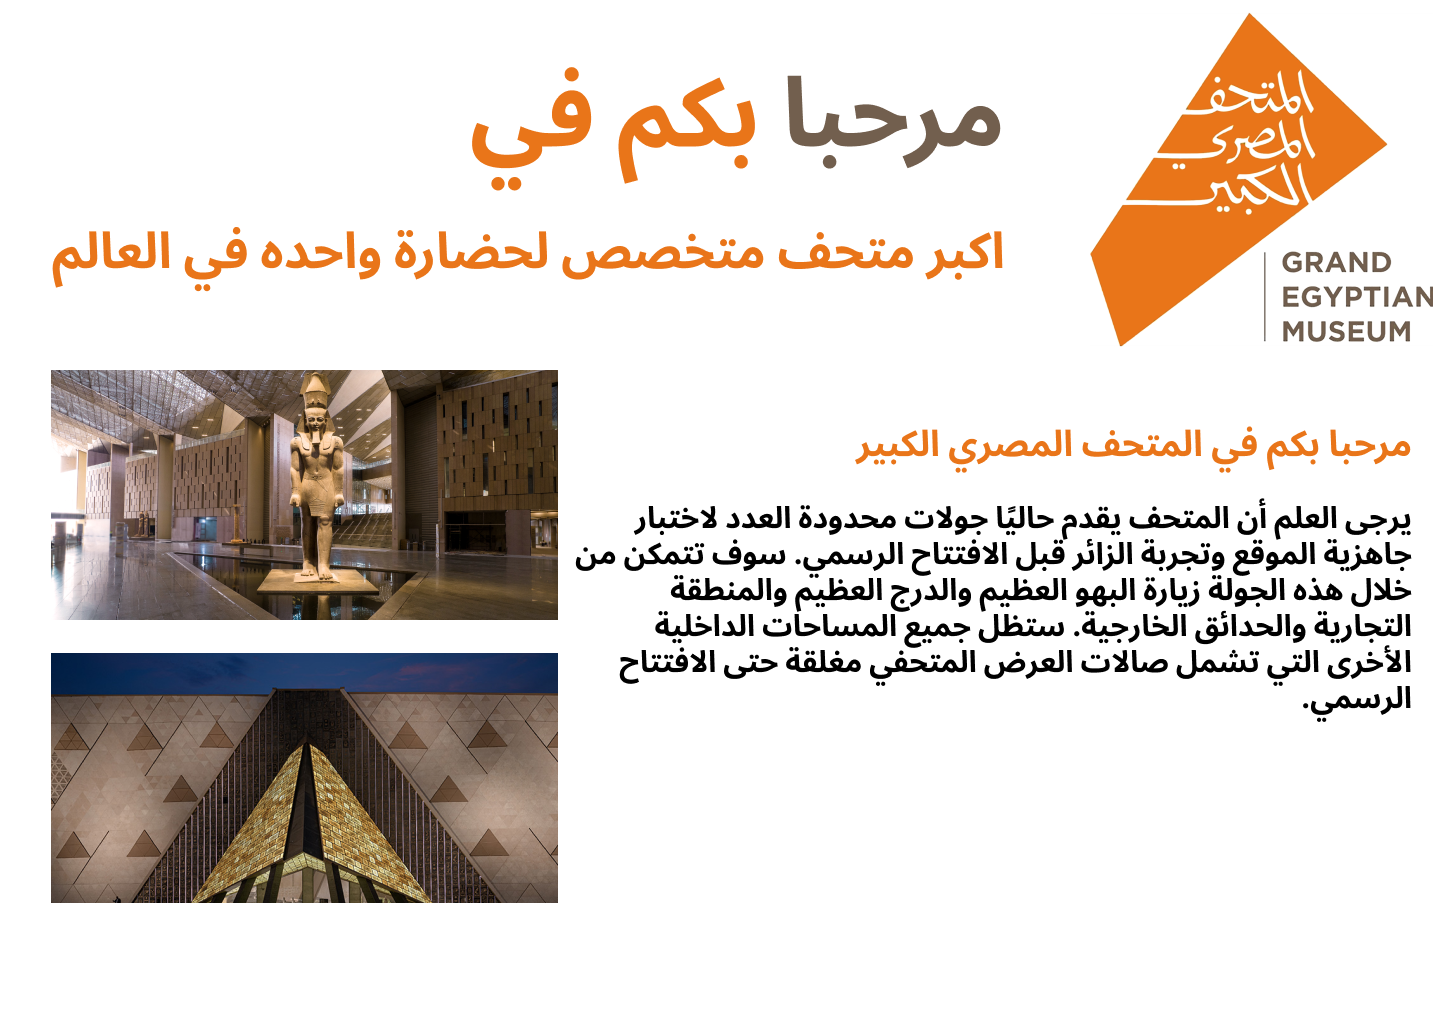 مرحبا بكم في
اكبر متحف متخصص لحضارة واحده في العالم
المتحف
المصري
الكبير
GRAND
EGYPTIAN
MUSEUM
مرحبا بكم في المتحف المصري الكبير
يرجى العلم أن المتحف يقدم حاليًا جولات محدودة العدد لاختبار
جاهزية الموقع وتجربة الزائر قبل الافتتاح الرسمي. سوف تتمكن من
خلال هذه الجولة زيارة البهو العظيم والدرج العظيم والمنطقة
التجارية والحدائق الخارجية. ستظل جميع المساحات الداخلية
الأخرى التي تشمل صالات العرض المتحفي مغلقة حتى الافتتاح
الرسمي.